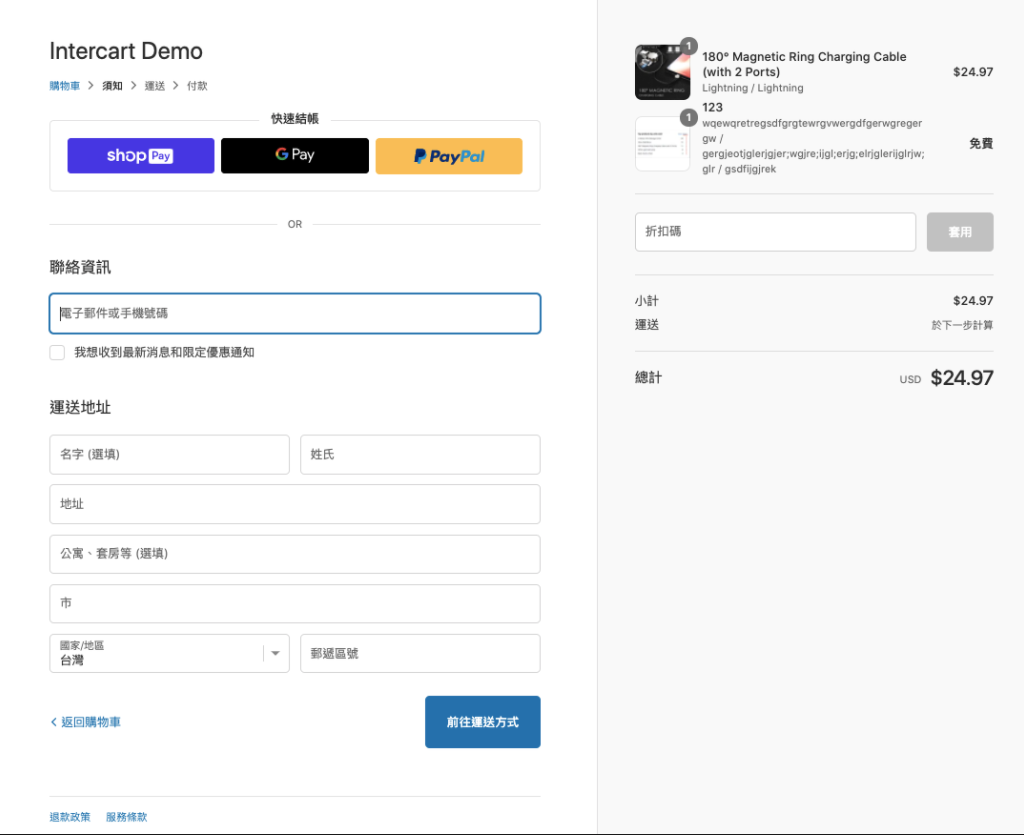 Intercart Demo
購物車 > 須知 > 運送 > 付款
快速結帳
shop Pay
G Pay
PayPal
OR
聯絡資訊
電子郵件或手機號碼
我想收到最新消息和限定優惠通知
運送地址
名字 (選填)
姓氏
地址
公寓、套房等 (選填)
市
國家/地區
台灣
郵遞區號
返回購物車
前往運送方式
退款政策
服務條款
1
180° Magnetic Ring Charging Cable
(with 2 Ports)
$24.97
Lightning / Lightning
1
123
wqewqretregsdfgrgtewrgvwergdfgerwgreger
gw /
免費
gergjeotjglerjgjer;wgjre;ijgl;erjg;elrjglerijglrjw;
glr / gsdfijgjrek
折扣碼
套用
小計
$24.97
運送
於下一步計算
總計
USD $24.97